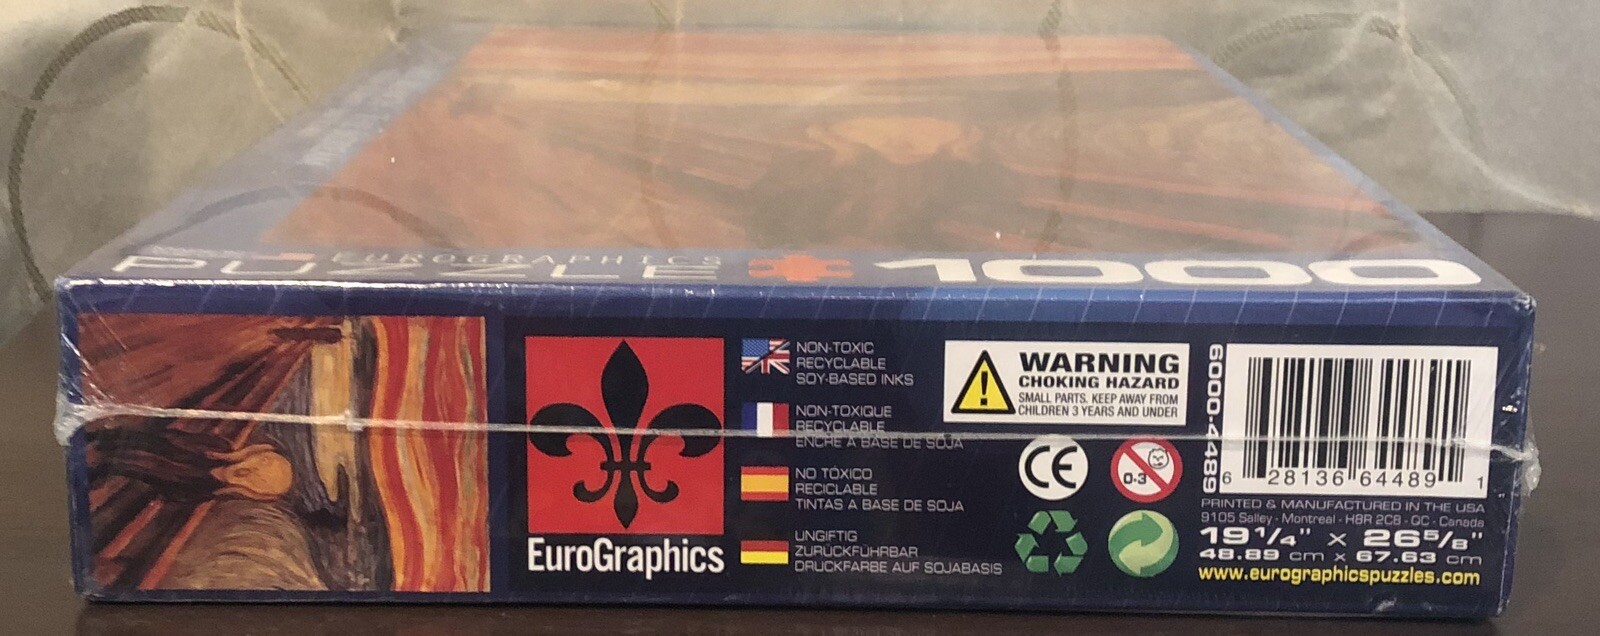 EUROGRAPHICS
PUZZLE 1000
EuroGraphics
NON-TOXIC
RECYCLABLE
SOY-BASED INKS
NON-TOXIQUE
RECYCLABLE
ENCRE À BASE DE SOJA
NO TÓXICO
RECICLABLE
TINTAS A BASE DE SOJA
UNGIFTIG
ZURÜCKFÜHRBAR
DRUCKFARBE AUF SOJABASIS
WARNING
CHOKING HAZARD
SMALL PARTS. KEEP AWAY FROM
CHILDREN 3 YEARS AND UNDER
CE
0-3
6000-4489
6 28136 64489 1
PRINTED & MANUFACTURED IN THE USA
9105 Salley - Montreal - H8R 2C8 - QC - Canada
19 1/4" x 26 5/8"
48.89 cm x 67.63 cm
www.eurographicspuzzles.com